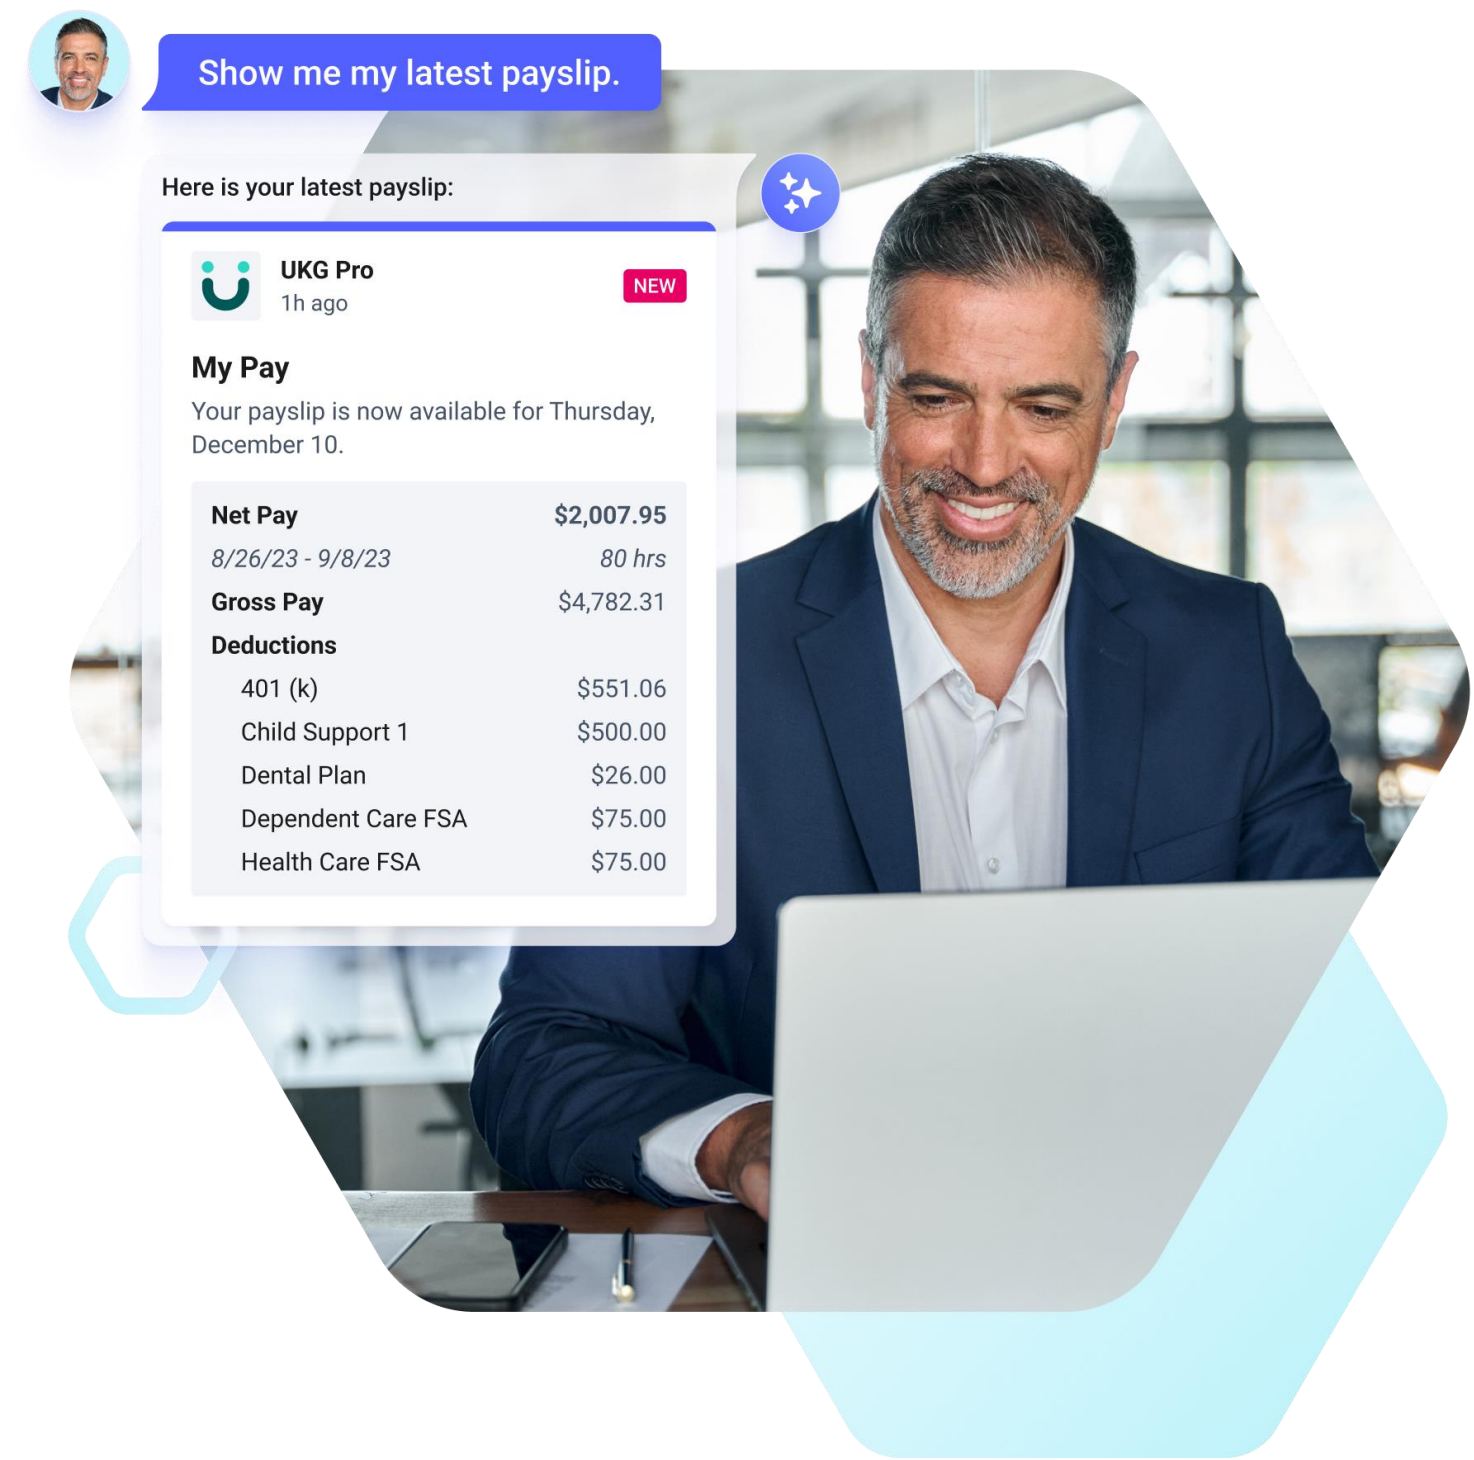 Show me my latest payslip.
Here is your latest payslip:
UKG Pro
1h ago
NEW
My Pay
Your payslip is now available for Thursday,
December 10.
Net Pay $2,007.95
8/26/23 - 9/8/23 80 hrs
Gross Pay $4,782.31
Deductions
401 (k) $551.06
Child Support 1 $500.00
Dental Plan $26.00
Dependent Care FSA $75.00
Health Care FSA $75.00